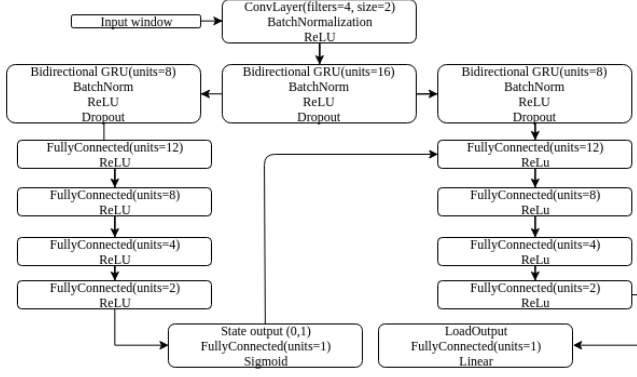 Input window
ConvLayer(filters=4, size=2)
BatchNormalization
ReLU
Bidirectional GRU(units=8)
BatchNorm
ReLU
Dropout
Bidirectional GRU(units=16)
BatchNorm
ReLU
Dropout
Bidirectional GRU(units=8)
BatchNorm
ReLU
Dropout
FullyConnected(units=12)
ReLU
FullyConnected(units=8)
ReLU
FullyConnected(units=4)
ReLU
FullyConnected(units=2)
ReLU
FullyConnected(units=12)
ReLu
FullyConnected(units=8)
ReLu
FullyConnected(units=4)
ReLu
FullyConnected(units=2)
ReLu
State output (0,1)
FullyConnected(units=1)
Sigmoid
LoadOutput
FullyConnected(units=1)
Linear